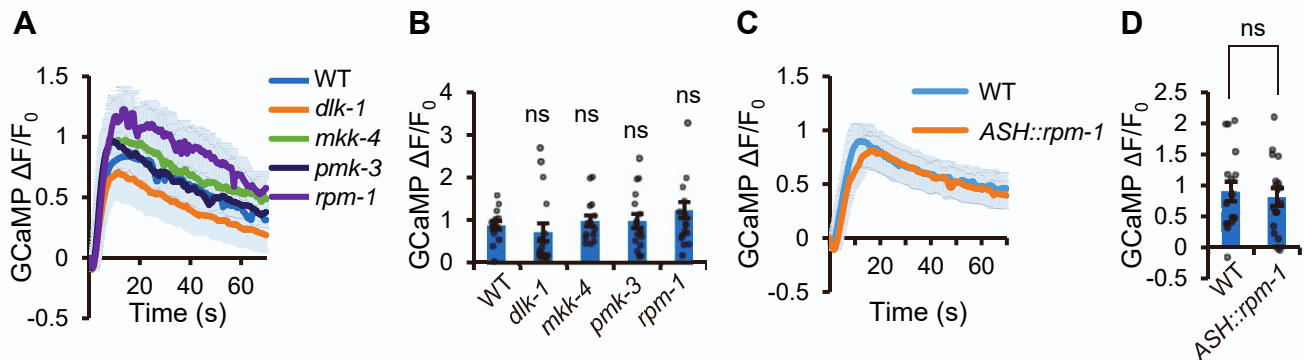 A
GCaMP ΔF/F0
1.5
1
0.5
0
-0.5
20
40
60
Time (s)
WT
dlk-1
mkk-4
pmk-3
rpm-1
B
GCaMP ΔF/F0
4
3
2
1
0
ns
ns
ns
ns
WT
dlk-1
mkk-4
pmk-3
rpm-1
C
GCaMP ΔF/F0
1.5
1
0.5
0
-0.5
20
40
60
Time (s)
WT
ASH::rpm-1
D
GCaMP ΔF/F0
2.5
2
1.5
1
0.5
0
-0.5
ns
WT
ASH::rpm-1